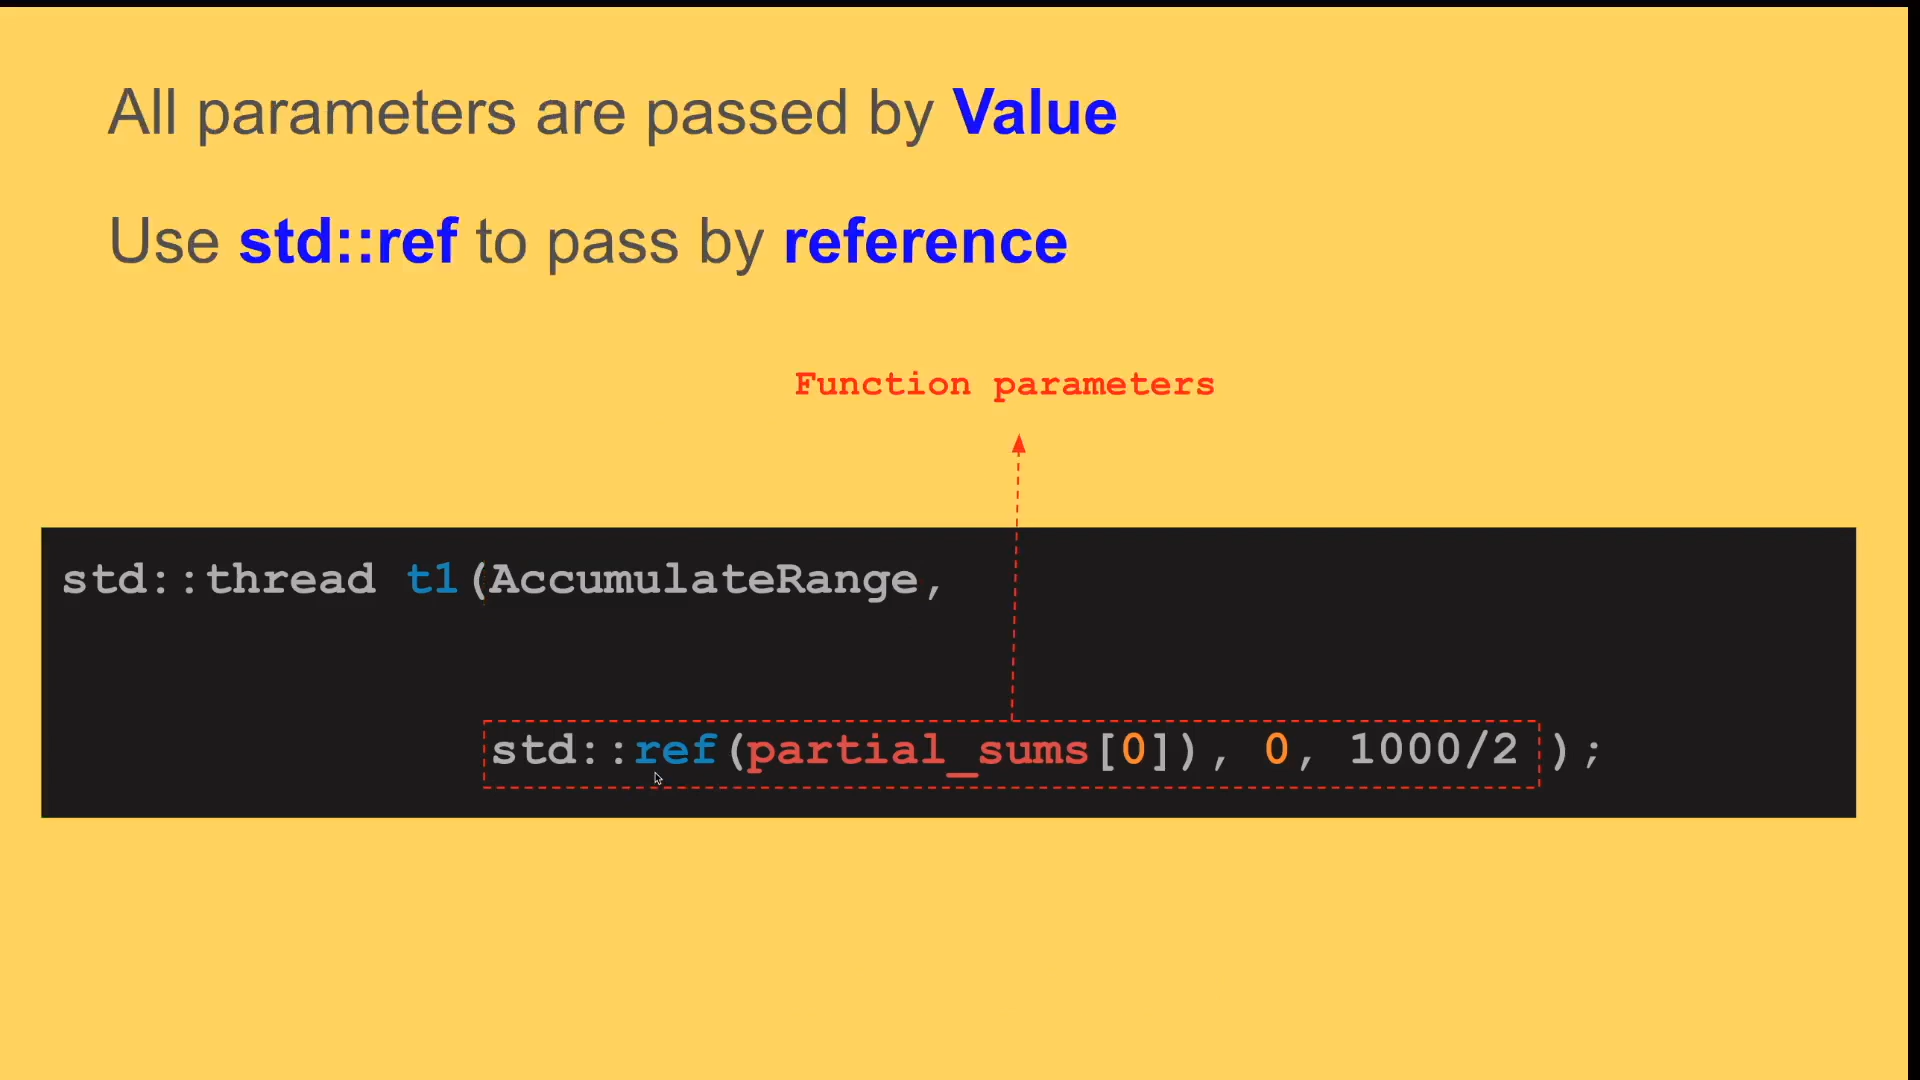 All parameters are passed by Value
Use std::ref to pass by reference
Function parameters
std::thread t1(AccumulateRange,
std::ref(partial_sums[0]), 0, 1000/2 );